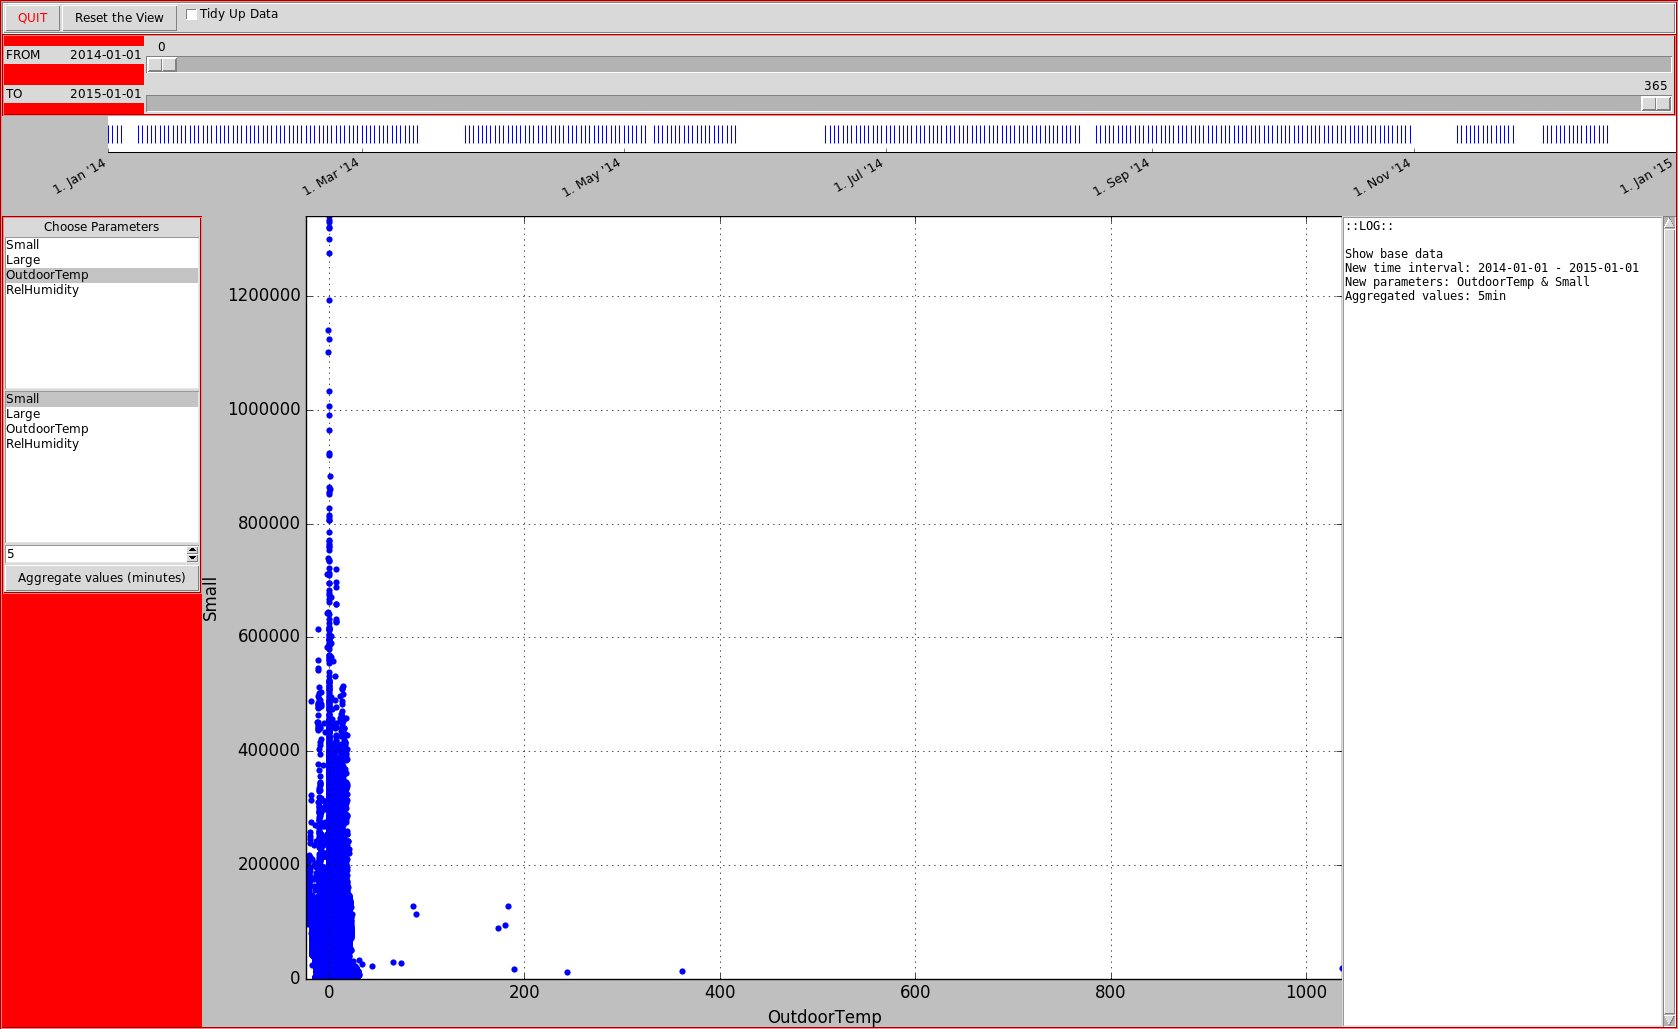 QUIT
Reset the View
Tidy Up Data
0
FROM 2014-01-01
365
TO 2015-01-01
1. Jan '14
1. Mar '14
1. May '14
1. Jul '14
1. Sep '14
1. Nov '14
1. Jan '15
Choose Parameters
Small
Large
OutdoorTemp
RelHumidity
Small
Large
OutdoorTemp
RelHumidity
5
Aggregate values (minutes)
Small
1200000
1000000
800000
600000
400000
200000
0
0 200 400 600 800 1000
OutdoorTemp
::LOG::
Show base data
New time interval: 2014-01-01 - 2015-01-01
New parameters: OutdoorTemp & Small
Aggregated values: 5min